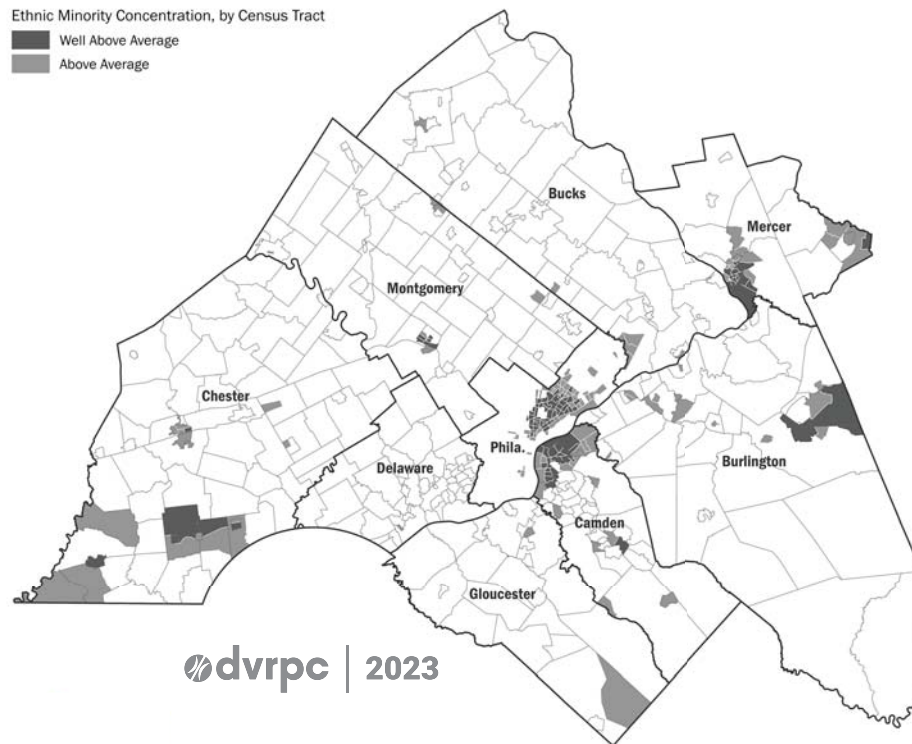 Ethnic Minority Concentration, by Census Tract
Well Above Average
Above Average
Bucks
Mercer
Montgomery
Chester
Phila.
Delaware
Burlington
Camden
Gloucester
dvrpc | 2023